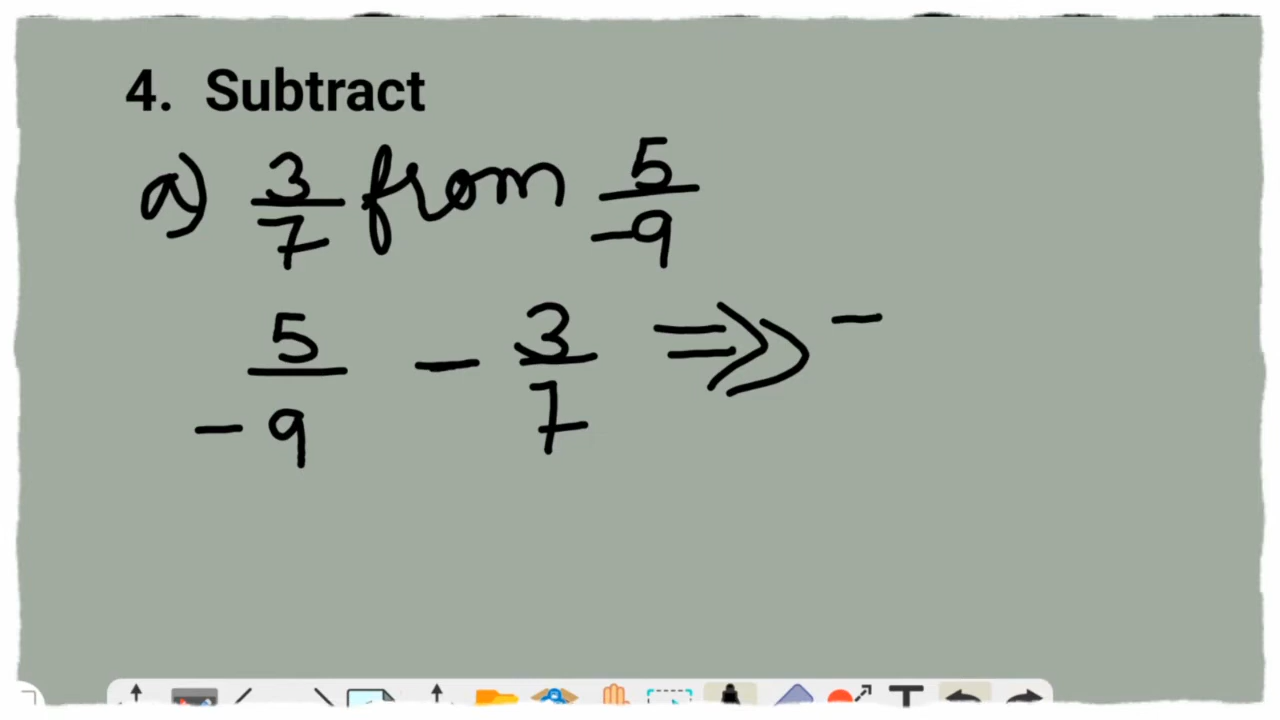 4. Subtract
a) 3/7 from 5/-9
5/-9 - 3/7 ⇒> -